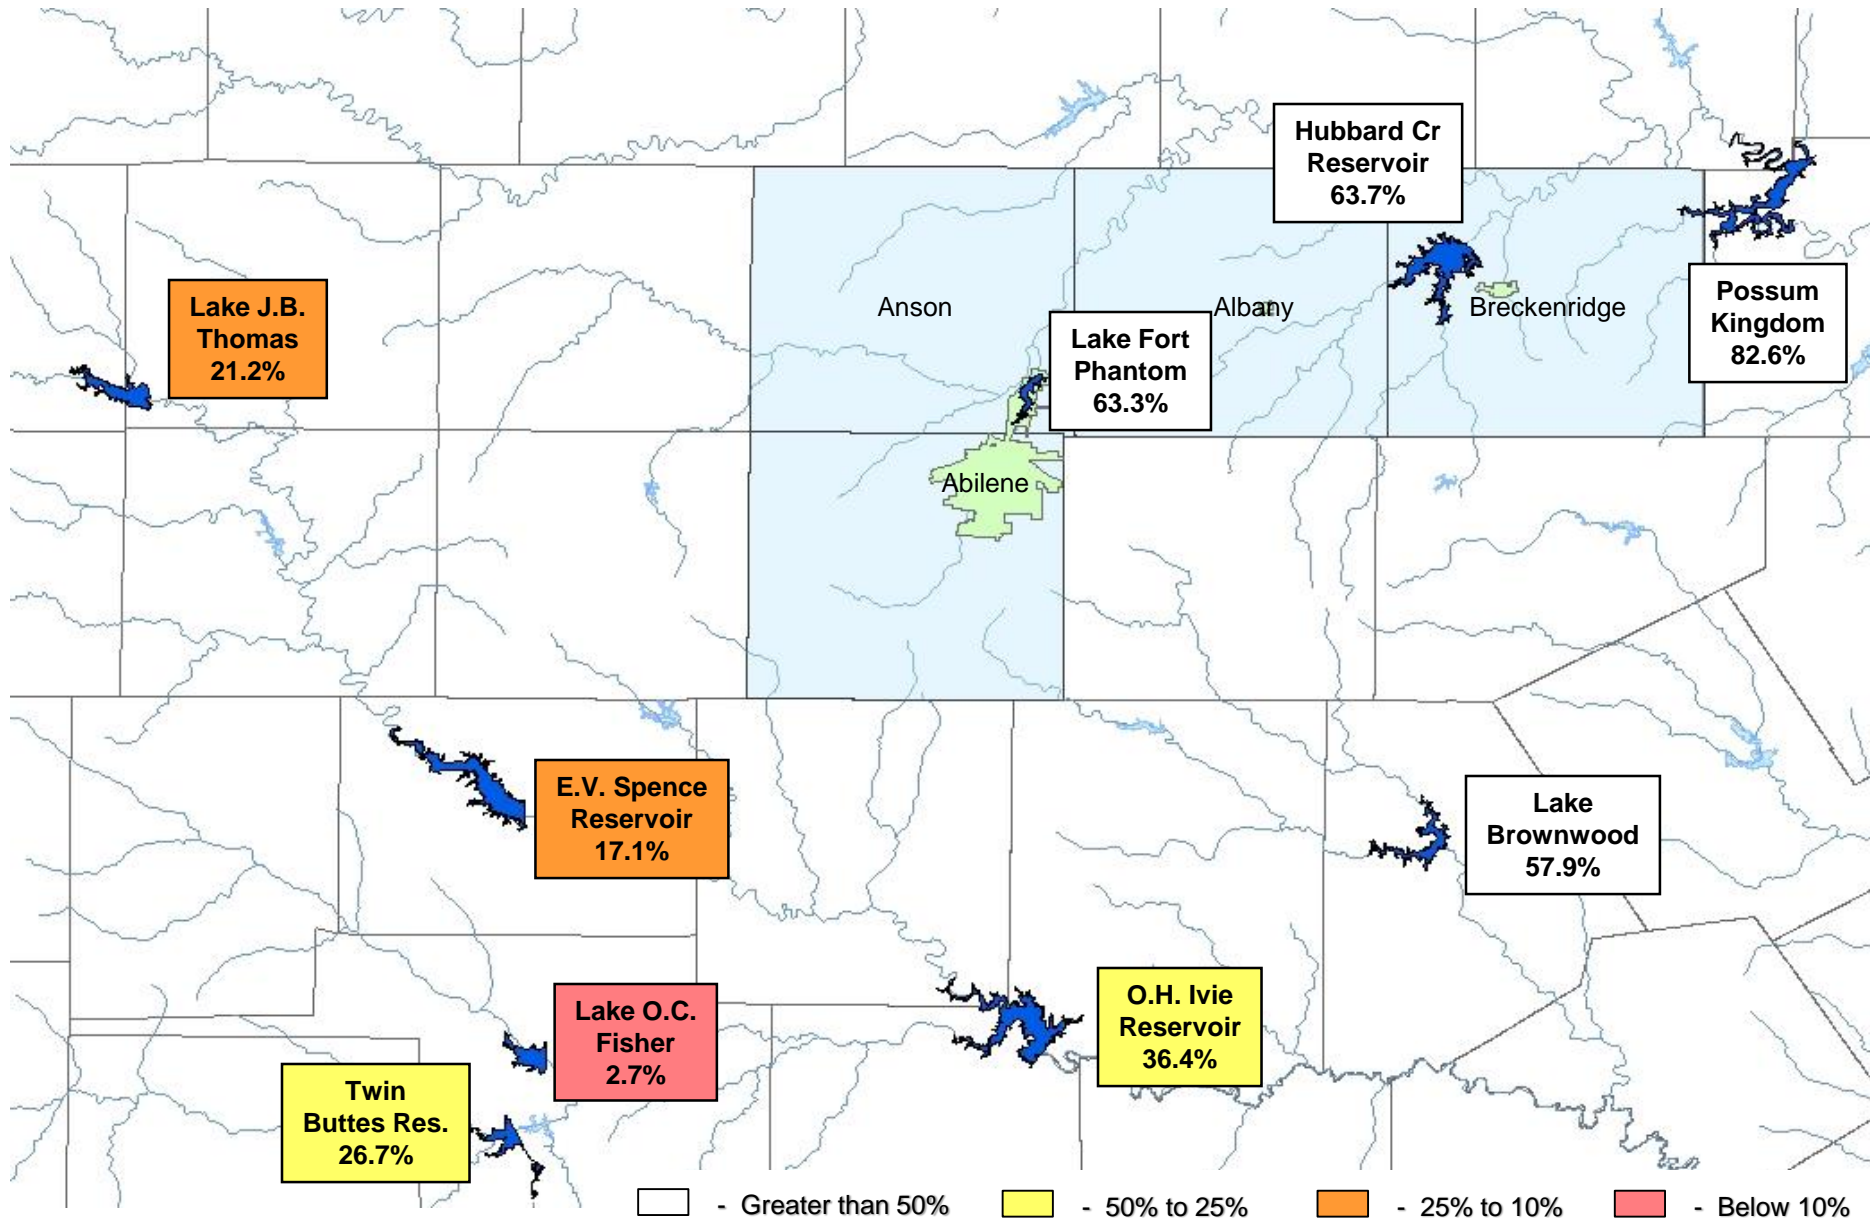 Hubbard Cr
Reservoir
63.7%
Lake J.B.
Thomas
21.2%
Anson
Lake Fort
Phantom
63.3%
Albany
Breckenridge
Possum
Kingdom
82.6%
Abilene
E.V. Spence
Reservoir
17.1%
Lake
Brownwood
57.9%
Lake O.C.
Fisher
2.7%
O.H. Ivie
Reservoir
36.4%
Twin
Buttes Res.
26.7%
- Greater than 50%
- 50% to 25%
- 25% to 10%
- Below 10%